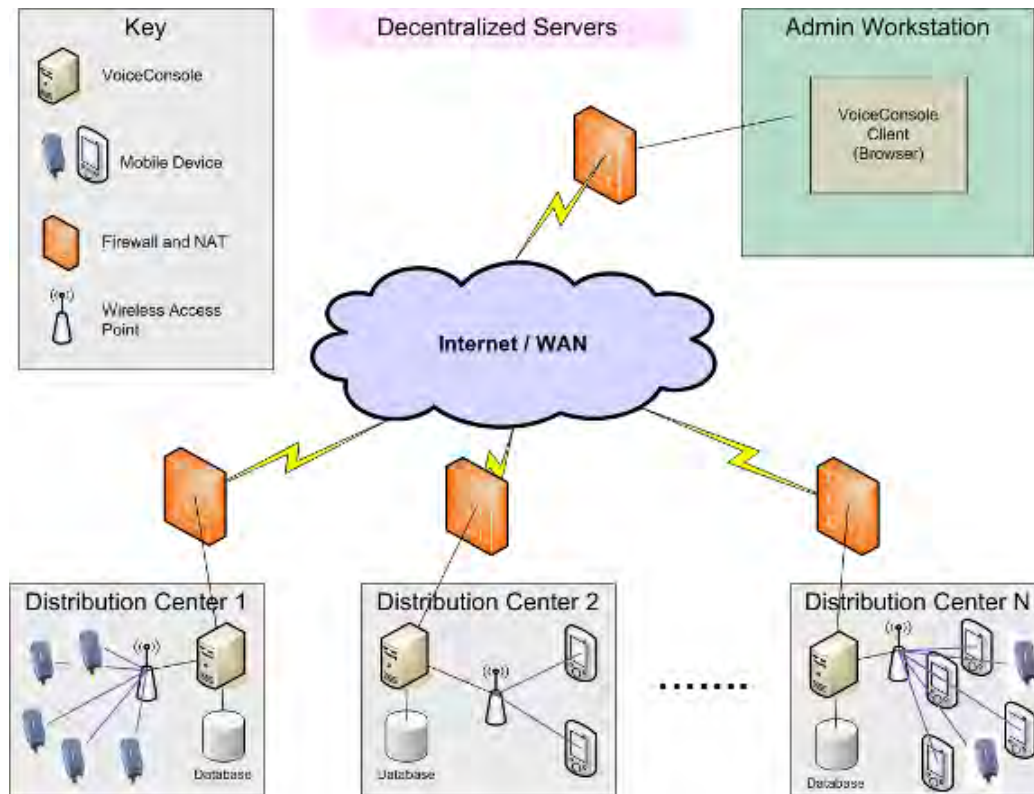 Key
VoiceConsole
Mobile Device
Firewall and NAT
Wireless Access
Point
Decentralized Servers
Admin Workstation
VoiceConsole
Client
(Browser)
Internet / WAN
Distribution Center 1
Database
Distribution Center 2
Database
Distribution Center N
Database